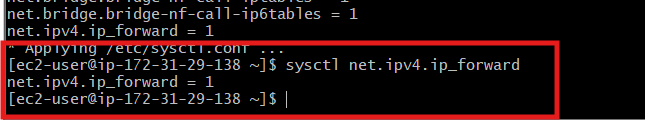 net.bridge.bridge-nf-call-iptables = 1
net.bridge.bridge-nf-call-ip6tables = 1
net.ipv4.ip_forward = 1
* Applying /etc/sysctl.conf ...
[ec2-user@ip-172-31-29-138 ~]$ sysctl net.ipv4.ip_forward
net.ipv4.ip_forward = 1
[ec2-user@ip-172-31-29-138 ~]$